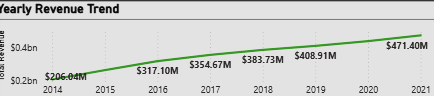 Yearly Revenue Trend
Total Revenue
$0.4bn
$0.2bn
$206.04M
$317.10M
$354.67M
$383.73M
$408.91M
$471.40M
2014
2015
2016
2017
2018
2019
2020
2021